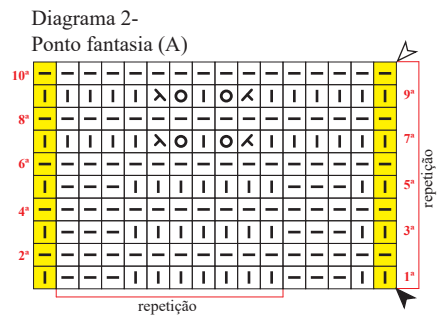 Diagrama 2-
Ponto fantasia (A)
10ª
9ª
8ª
7ª
6ª
5ª
4ª
3ª
2ª
1ª
repetição
repetição